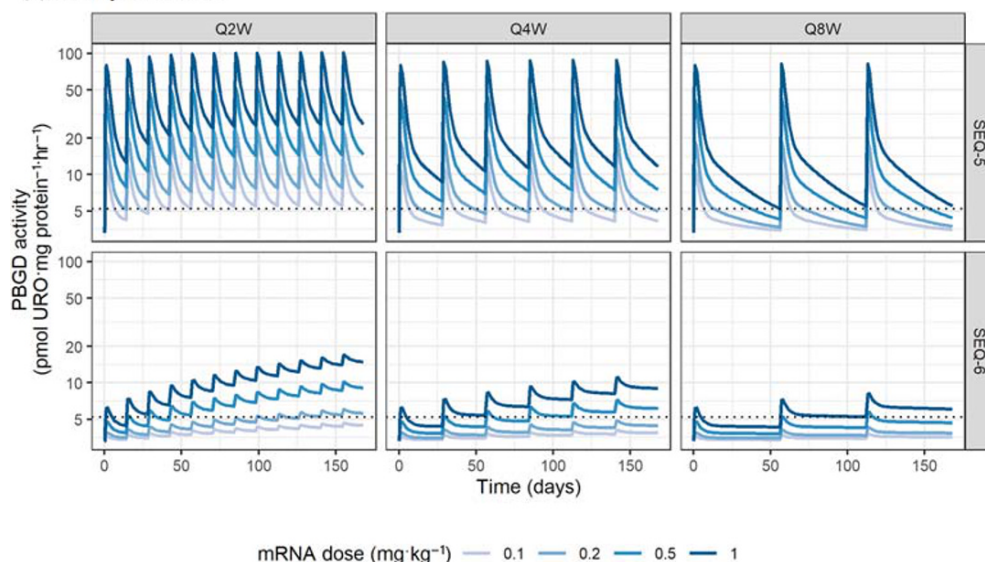 Q2W Q4W Q8W
100
50
20
10
5
SEQ-5
PBGD activity
(pmol URO·mg protein⁻¹·hr⁻¹)
100
50
20
10
5
SEQ-6
0 50 100 150 0 50 100 150 0 50 100 150
Time (days)
mRNA dose (mg·kg⁻¹) 0.1 0.2 0.5 1